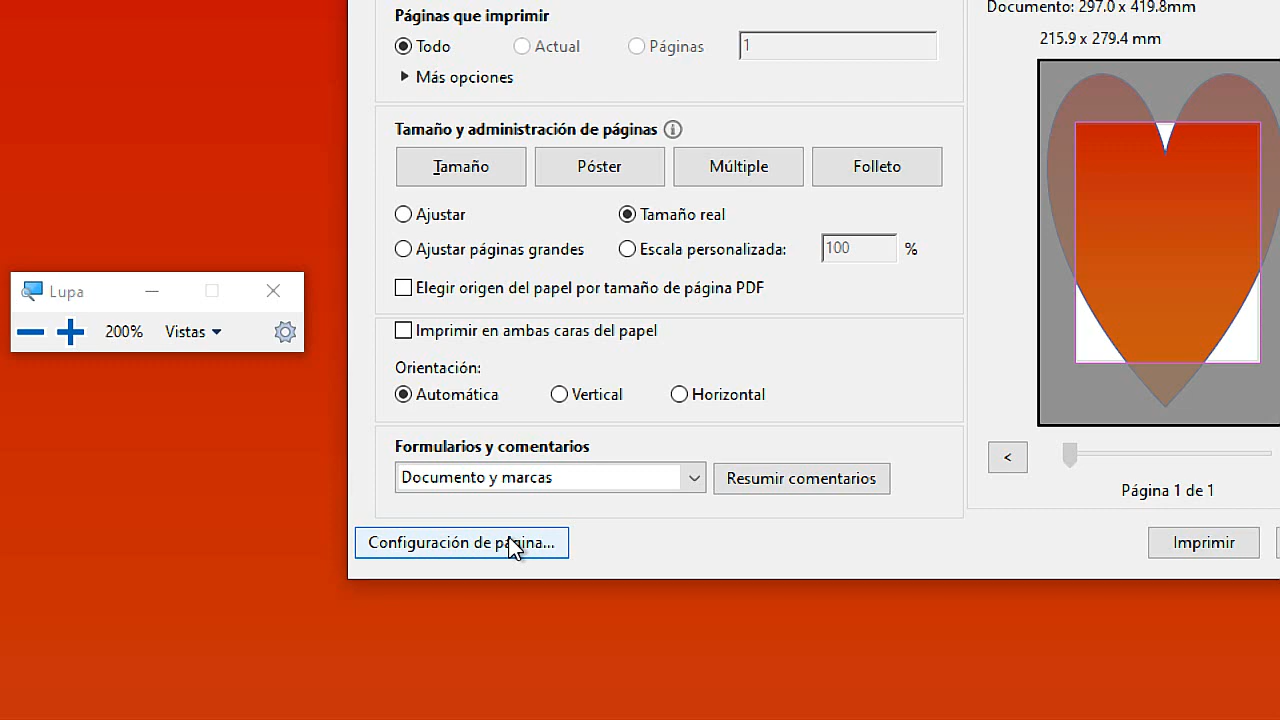 Páginas que imprimir
Documento: 297.0 x 419.8mm
215.9 x 279.4 mm
Todo Actual Páginas 1
Más opciones
Tamaño y administración de páginas
Tamaño Póster Múltiple Folleto
Ajustar Tamaño real
Ajustar páginas grandes Escala personalizada: 100 %
Elegir origen del papel por tamaño de página PDF
Lupa
200% Vistas
Imprimir en ambas caras del papel
Orientación:
Automática Vertical Horizontal
Formularios y comentarios
Documento y marcas Resumir comentarios
<
Página 1 de 1
Configuración de página...
Imprimir